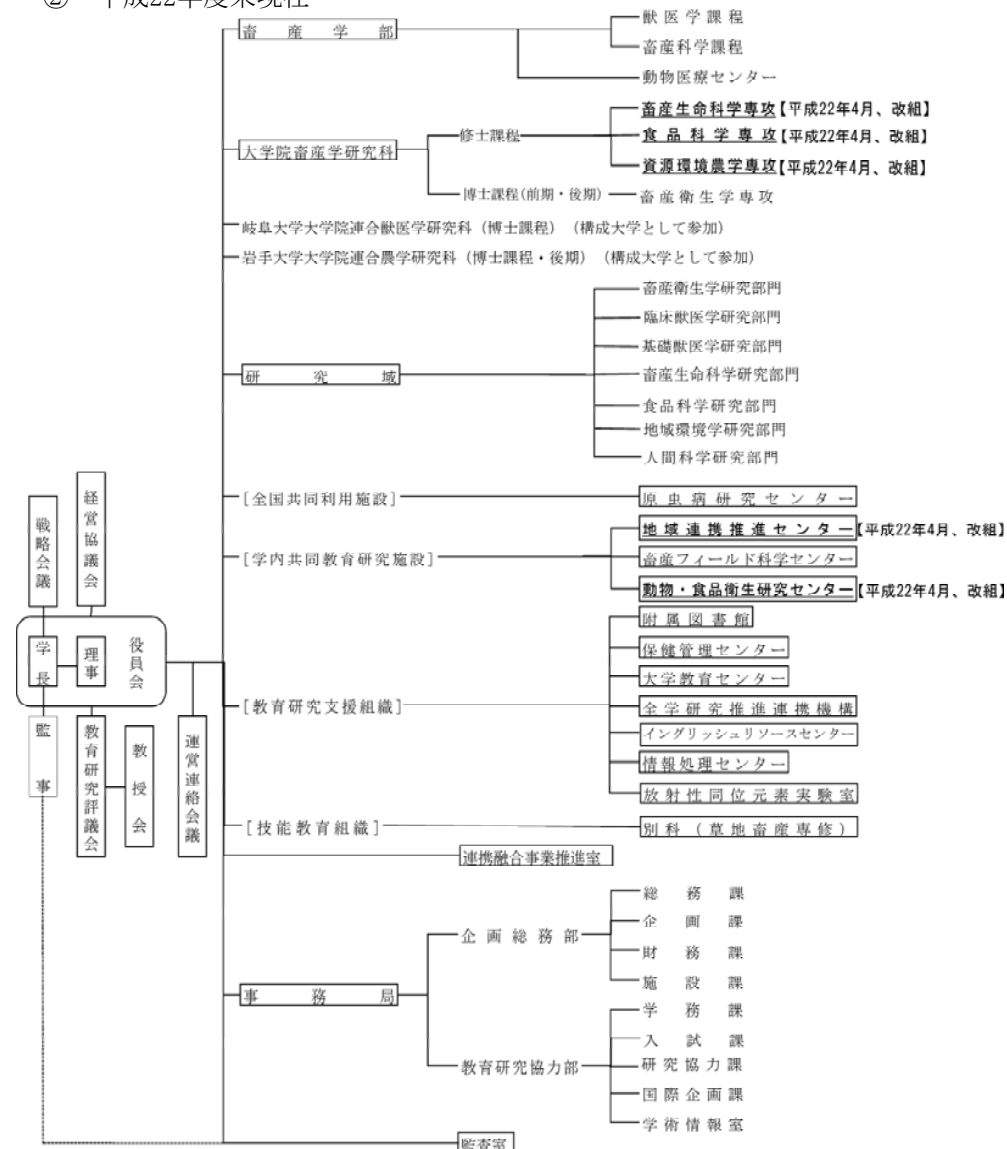 ② 平成22年度末現在
畜産学部
獣医学課程
畜産科学課程
動物医療センター
大学院畜産学研究科
修士課程
畜産生命科学専攻【平成22年4月、改組】
食品科学専攻【平成22年4月、改組】
資源環境農学専攻【平成22年4月、改組】
博士課程(前期・後期)
畜産衛生学専攻
岐阜大学大学院連合獣医学研究科（博士課程）（構成大学として参加）
岩手大学大学院連合農学研究科（博士課程・後期）（構成大学として参加）
研究域
畜産衛生学研究部門
臨床獣医学研究部門
基礎獣医学研究部門
畜産生命科学研究部門
食品科学研究部門
地域環境学研究部門
人間科学研究部門
[全国共同利用施設]
原虫病研究センター
[学内共同教育研究施設]
地域連携推進センター【平成22年4月、改組】
畜産フィールド科学センター
動物・食品衛生研究センター【平成22年4月、改組】
戦略会議
経営協議会
学長
理事
役員会
監事
教育研究評議会
教授会
運営連絡会議
[教育研究支援組織]
附属図書館
保健管理センター
大学教育センター
全学研究推進連携機構
イングリッシュリソースセンター
情報処理センター
放射性同位元素実験室
[技能教育組織]
別科（草地畜産専修）
連携融合事業推進室
事務局
企画総務部
総務課
企画課
財務課
施設課
教育研究協力部
学務課
入試課
研究協力課
国際企画課
学術情報室
監査室